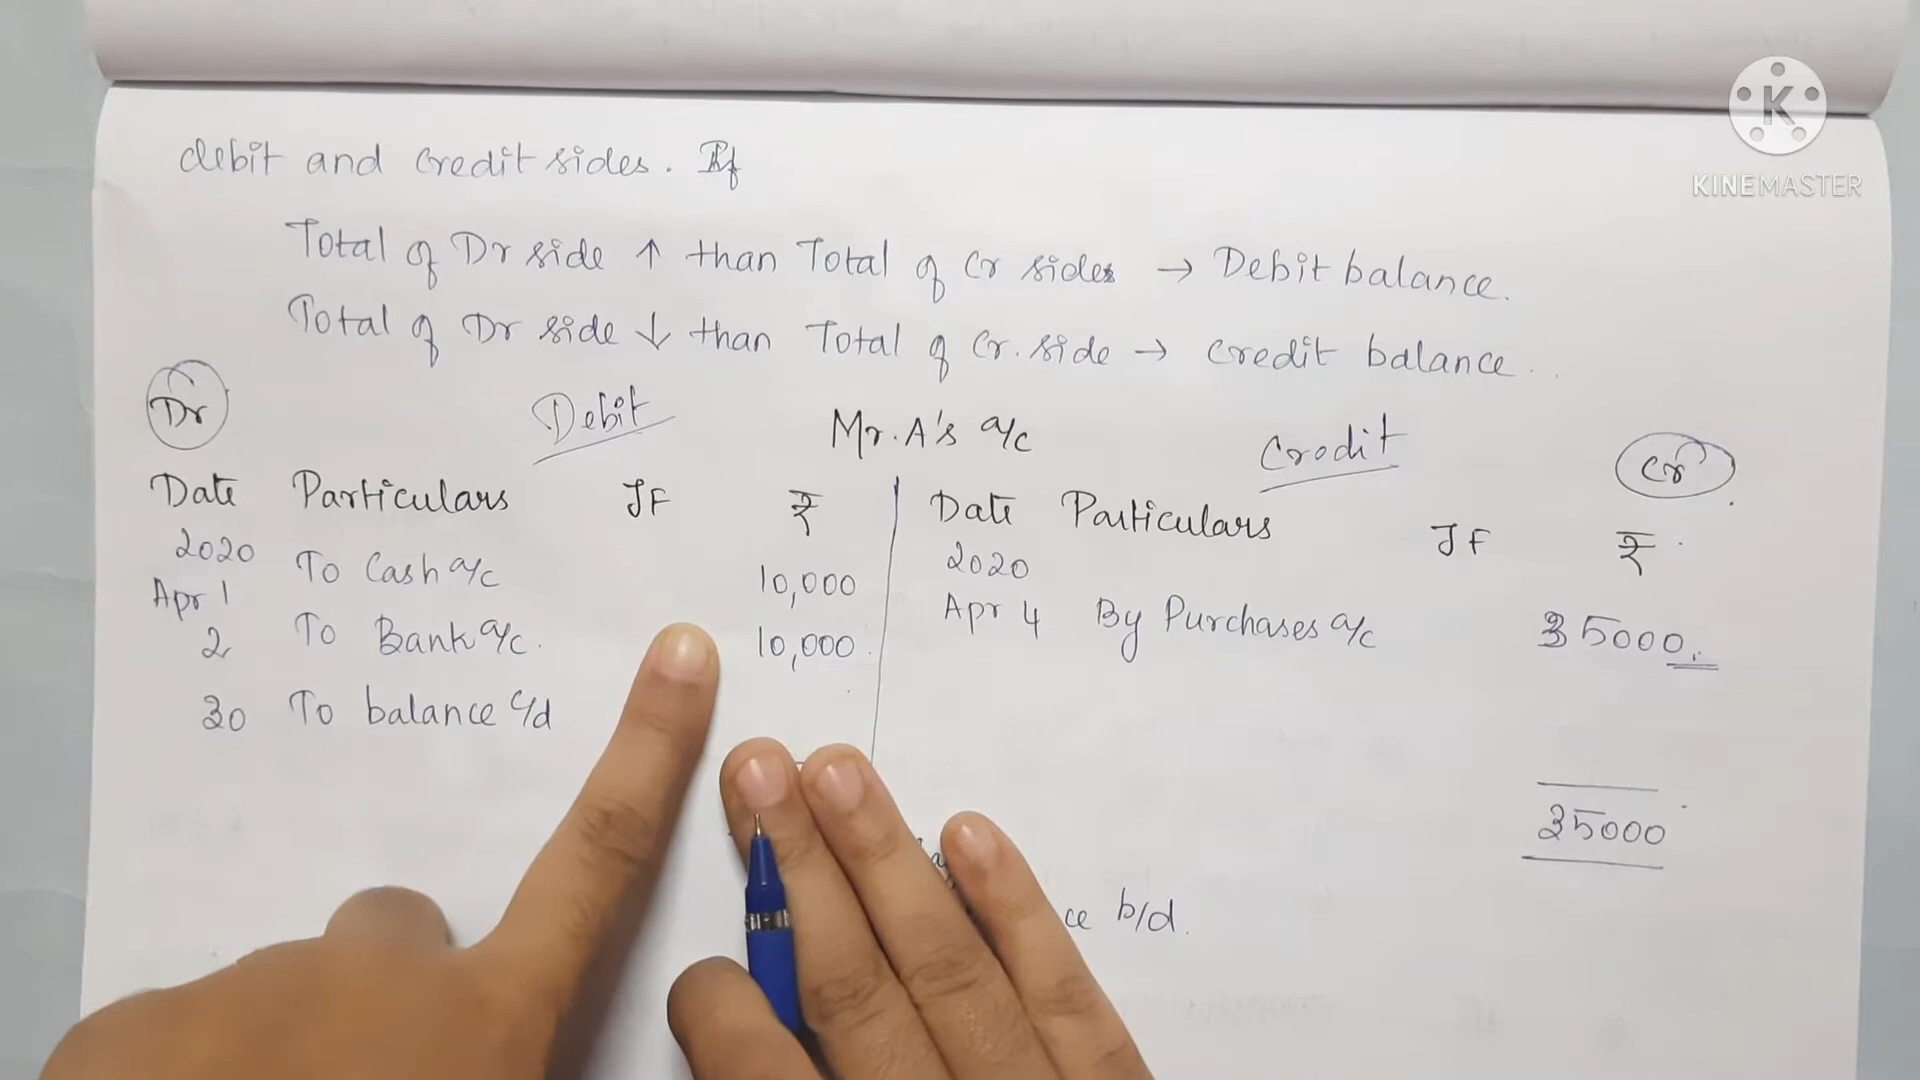 debit and credit sides. If
Total of Dr side ↑ than Total of Cr sides → Debit balance.
Total of Dr side ↓ than Total of Cr. side → credit balance..
Dr Debit Mr. A's a/c Credit Cr
Date Particulars JF ₹ Date Particulars JF ₹
2020 To Cash a/c 10,000 2020
Apr 1
Apr 4 By Purchases a/c 35000
2 To Bank a/c. 10,000
30 To balance c/d
35000
b/d.
K
KINEMASTER